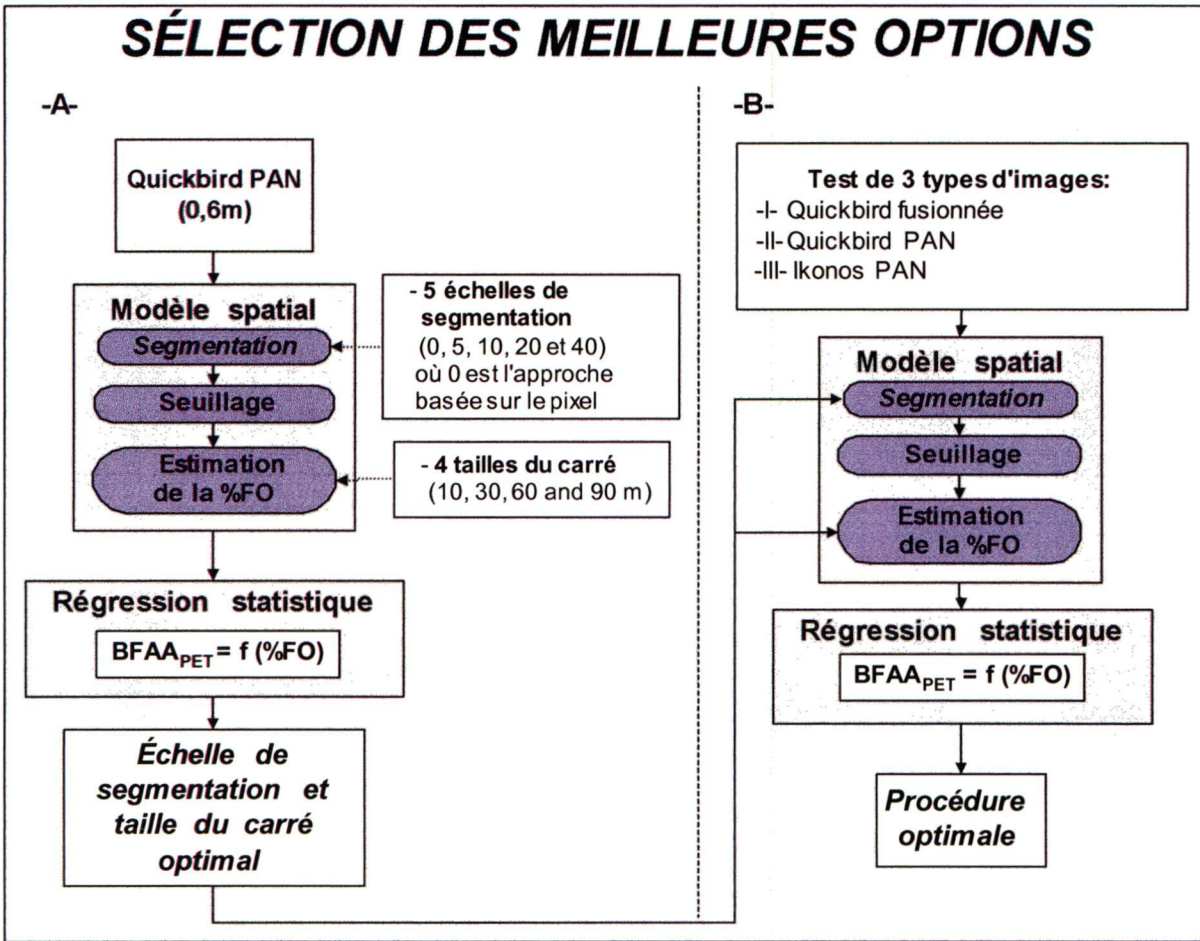 SÉLECTION DES MEILLEURES OPTIONS
-A-
Quickbird PAN
(0,6m)
Modèle spatial
Segmentation
Seuillage
Estimation
de la %FO
- 5 échelles de
segmentation
(0, 5, 10, 20 et 40)
où 0 est l'approche
basée sur le pixel
- 4 tailles du carré
(10, 30, 60 and 90 m)
Régression statistique
BFAA_PET = f (%FO)
Échelle de
segmentation et
taille du carré
optimal
-B-
Test de 3 types d'images:
-I- Quickbird fusionnée
-II- Quickbird PAN
-III- Ikonos PAN
Modèle spatial
Segmentation
Seuillage
Estimation
de la %FO
Régression statistique
BFAA_PET = f (%FO)
Procédure
optimale